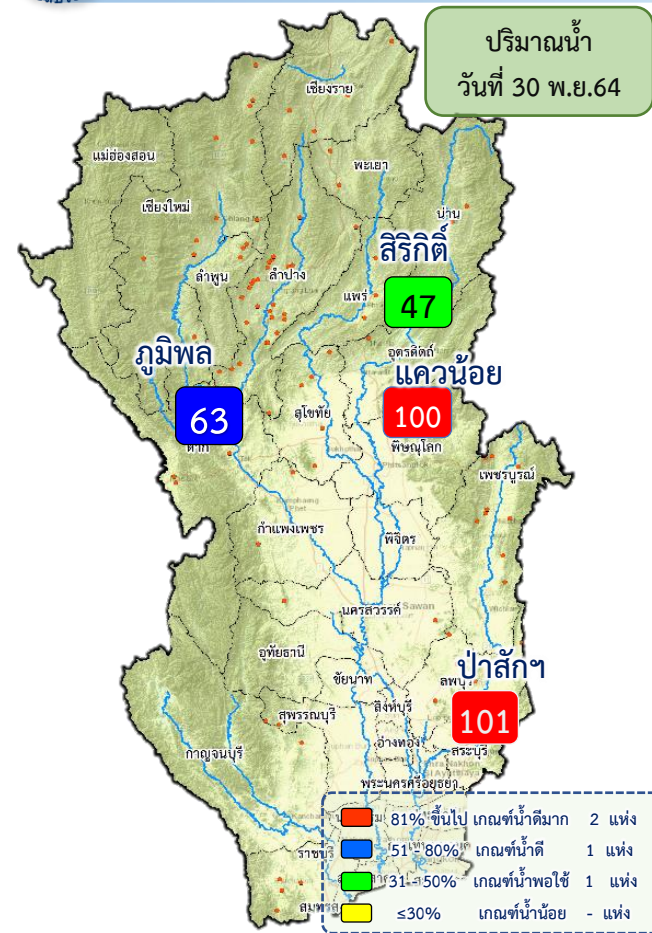 ปริมาณน้ำ
วันที่ 30 พ.ย.64
เชียงราย
แม่ฮ่องสอน
พะเยา
เชียงใหม่
น่าน
สิริกิติ์
ลำพูน
ลำปาง
47
แพร่
อุตรดิตถ์
ภูมิพล
แควน้อย
63
สุโขทัย
100
ตาก
พิษณุโลก
เพชรบูรณ์
กำแพงเพชร
พิจิตร
นครสวรรค์
อุทัยธานี
ป่าสักฯ
ชัยนาท
ลพบุรี
สุพรรณบุรี
สิงห์บุรี
101
อ่างทอง
กาญจนบุรี
สระบุรี
พระนครศรีอยุธยา
81% ขึ้นไป เกณฑ์น้ำดีมาก 2 แห่ง
51 - 80% เกณฑ์น้ำดี 1 แห่ง
ราชบุรี
31 - 50% เกณฑ์น้ำพอใช้ 1 แห่ง
≤30% เกณฑ์น้ำน้อย - แห่ง